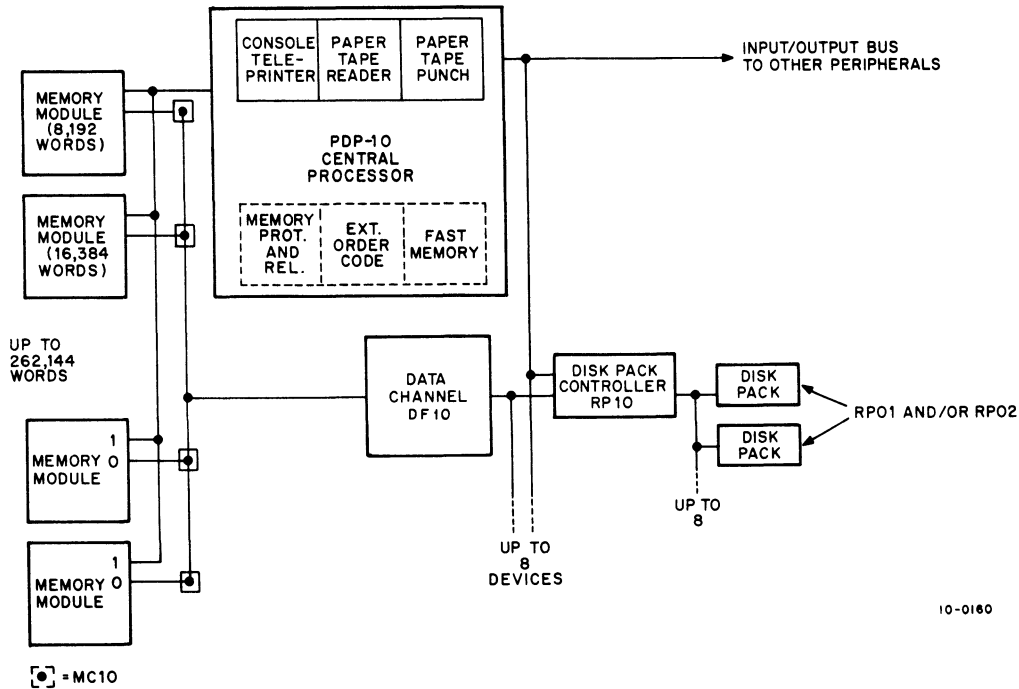 CONSOLE
TELE-
PRINTER
PAPER
TAPE
READER
PAPER
TAPE
PUNCH
INPUT/OUTPUT BUS
TO OTHER PERIPHERALS
MEMORY
MODULE
(8,192
WORDS)
PDP-10
CENTRAL
PROCESSOR
MEMORY
MODULE
(16,384
WORDS)
MEMORY
PROT.
AND
REL.
EXT.
ORDER
CODE
FAST
MEMORY
UP TO
262,144
WORDS
DATA
CHANNEL
DF10
DISK PACK
CONTROLLER
RP10
DISK
PACK
RP01 AND/OR RP02
DISK
PACK
1
MEMORY 0
MODULE
UP TO
8
UP TO
8
DEVICES
1
MEMORY 0
MODULE
10-0160
= MC10